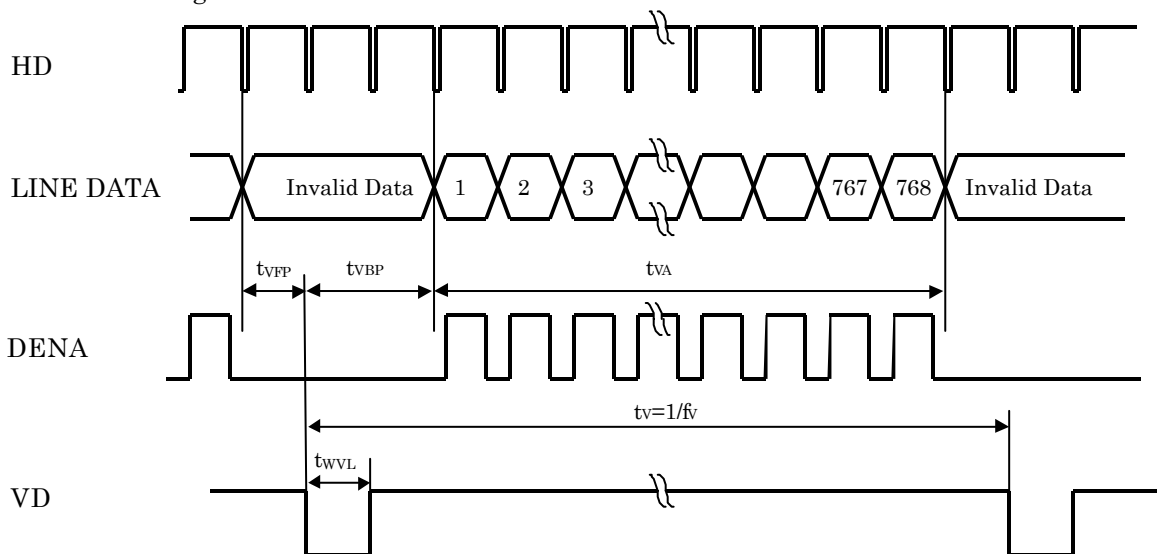 HD
LINE DATA
Invalid Data 1 2 3 767 768 Invalid Data
tVFP tVBP tVA
DENA
tV=1/fV
tWVL
VD